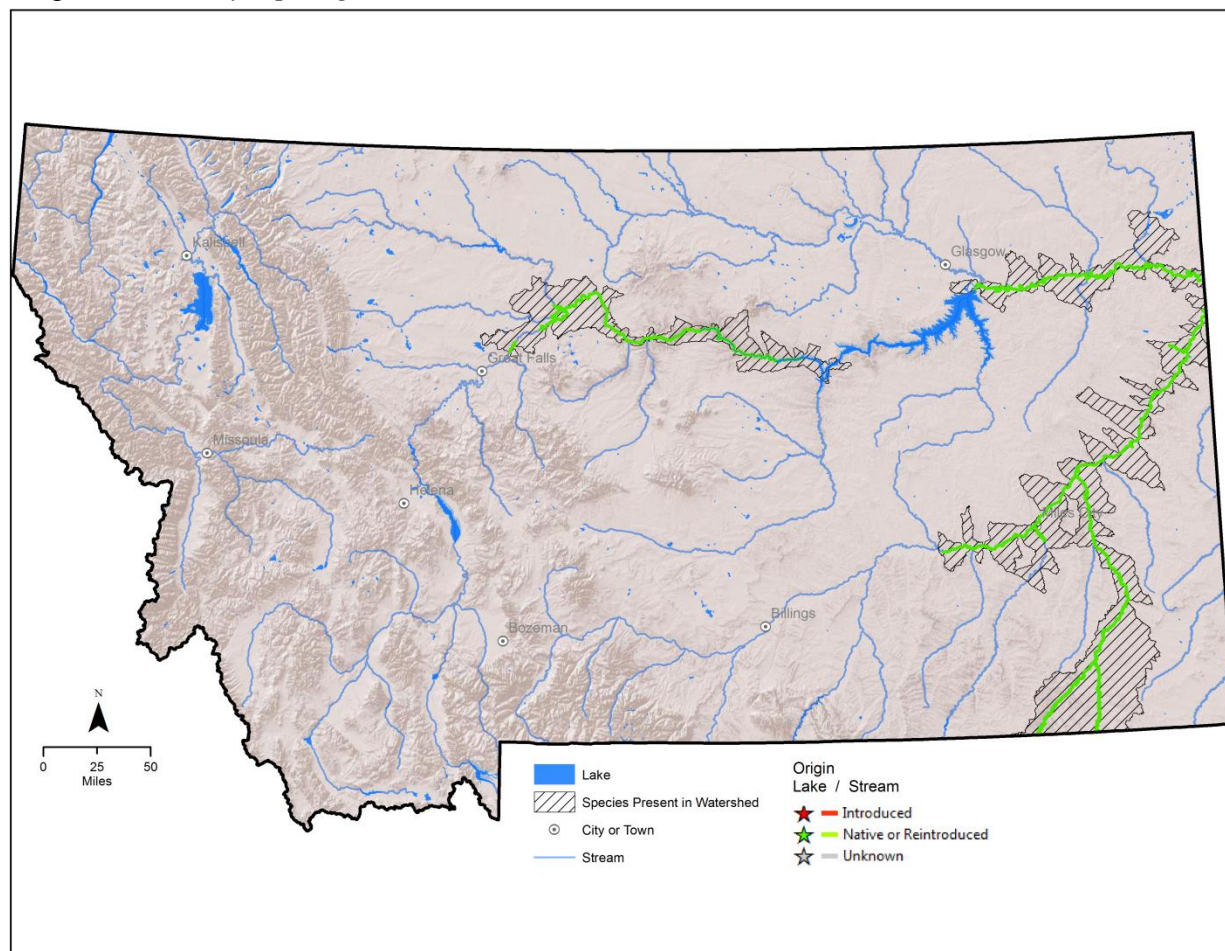 Kalispell
Glasgow
Great Falls
Missoula
Helena
Miles City
Billings
Bozeman
N
0 25 50
Miles
Lake
Species Present in Watershed
City or Town
Stream
Origin
Lake / Stream
Introduced
Native or Reintroduced
Unknown